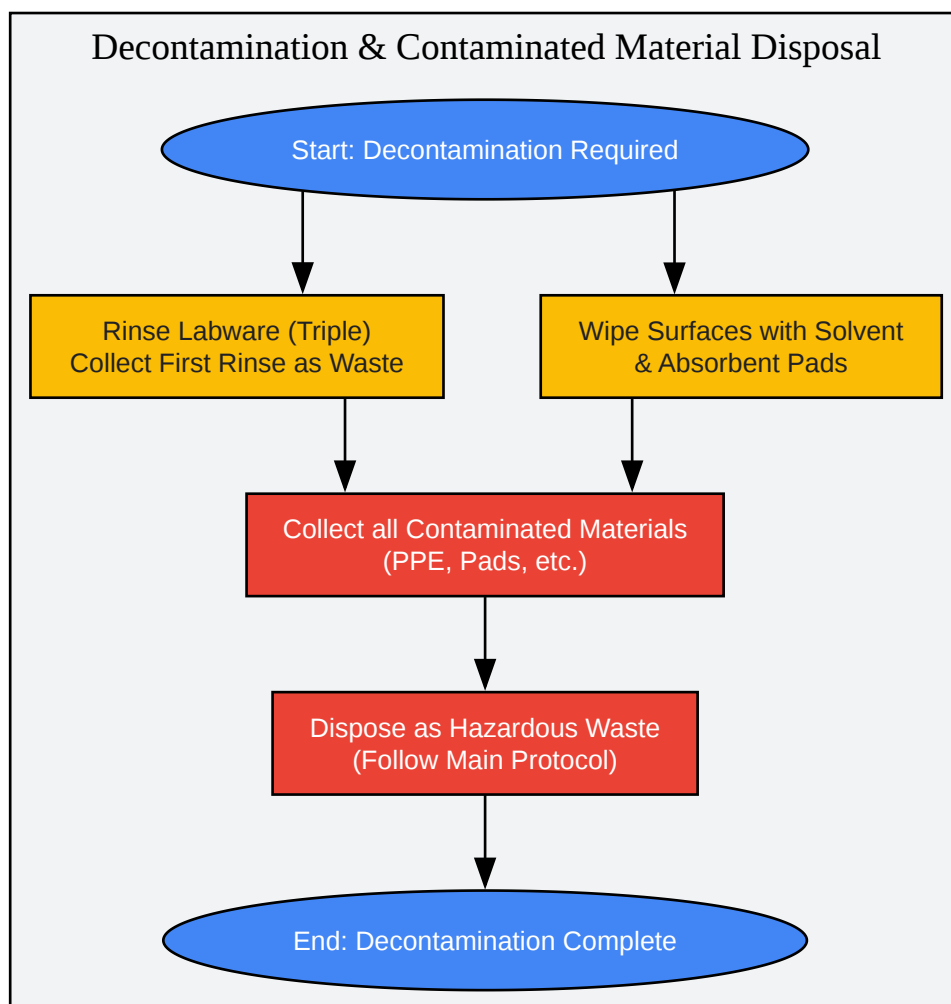 Decontamination & Contaminated Material Disposal
Start: Decontamination Required
Rinse Labware (Triple)
Collect First Rinse as Waste
Wipe Surfaces with Solvent
& Absorbent Pads
Collect all Contaminated Materials
(PPE, Pads, etc.)
Dispose as Hazardous Waste
(Follow Main Protocol)
End: Decontamination Complete